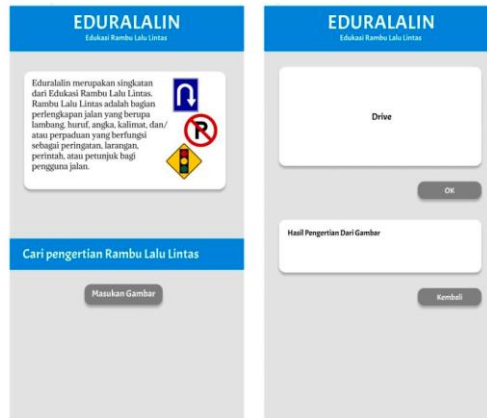 EDURALALIN
Edukasi Rambu Lalu Lintas
Eduralalin merupakan singkatan
dari Edukasi Rambu Lalu Lintas.
Rambu Lalu Lintas adalah bagian
perlengkapan jalan yang berupa
lambang, huruf, angka, kalimat, dan/
atau perpaduan yang berfungsi
sebagai peringatan, larangan,
perintah, atau petunjuk bagi
pengguna jalan.
P
Cari pengertian Rambu Lalu Lintas
Masukan Gambar
EDURALALIN
Edukasi Rambu Lalu Lintas
Drive
OK
Hasil Pengertian Dari Gambar
Kembeli